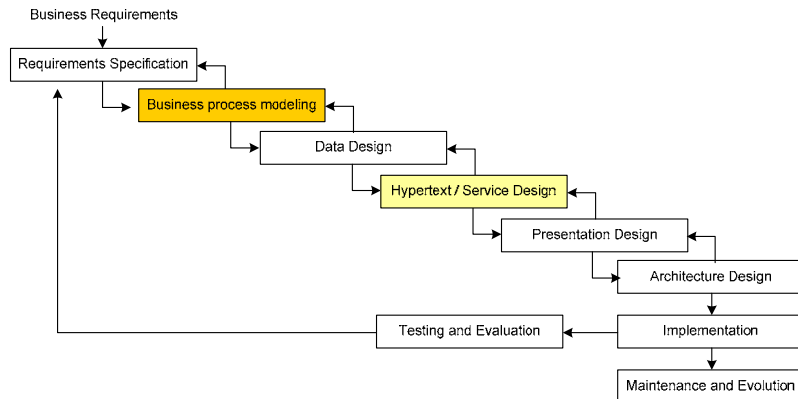 Business Requirements
Requirements Specification
Business process modeling
Data Design
Hypertext / Service Design
Presentation Design
Architecture Design
Testing and Evaluation
Implementation
Maintenance and Evolution